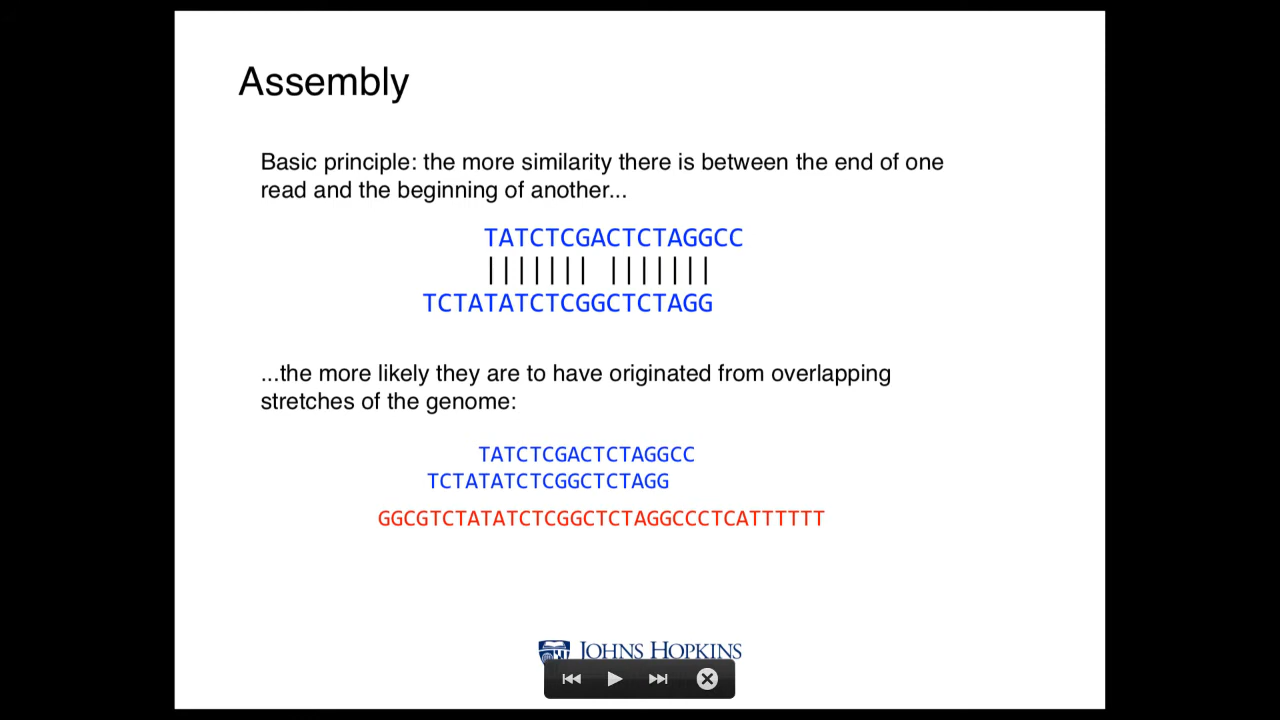 Assembly
Basic principle: the more similarity there is between the end of one
read and the beginning of another...
TATCTCGACTCTAGGCC
||||||| |||||||
TCTATATCTCGGCTCTAGG
...the more likely they are to have originated from overlapping
stretches of the genome:
TATCTCGACTCTAGGCC
TCTATATCTCGGCTCTAGG
GGCGTCTATATCTCGGCTCTAGGCCCTCATTTTTT
JOHNS HOPKINS